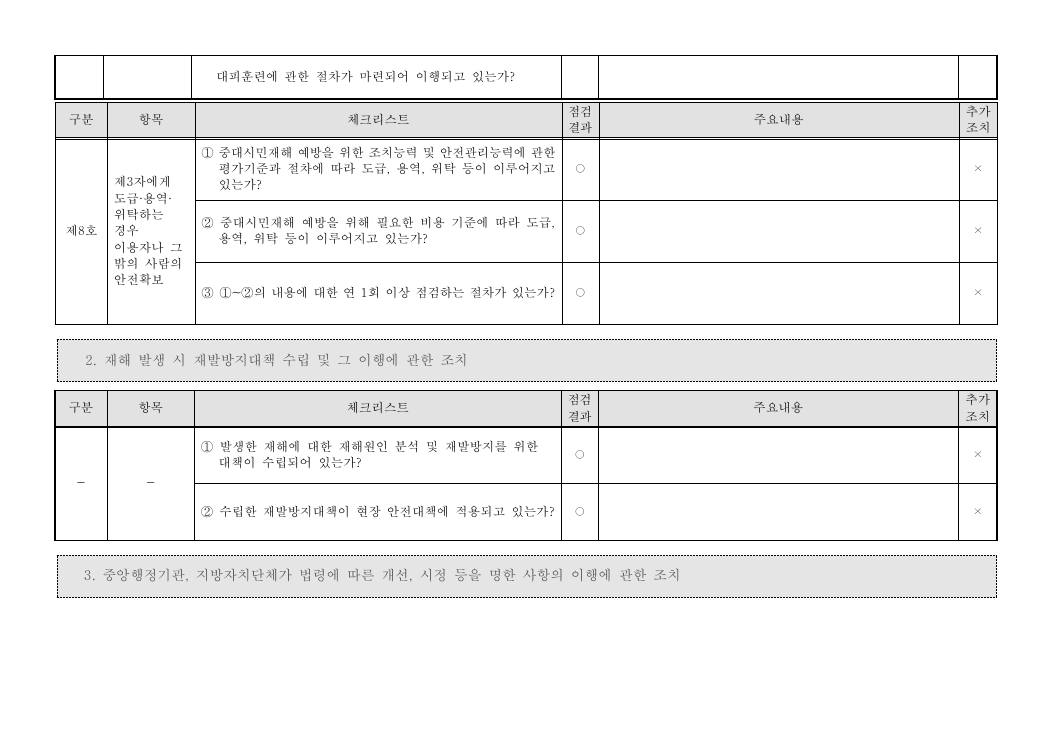 대피훈련에 관한 절차가 마련되어 이행되고 있는가?
구분 항목 체크리스트 점검 결과 주요내용 추가 조치
제8호
제3자에게
도급·용역·
위탁하는
경우
이용자나 그
밖의 사람의
안전확보
① 중대시민재해 예방을 위한 조치능력 및 안전관리능력에 관한
평가기준과 절차에 따라 도급, 용역, 위탁 등이 이루어지고
있는가?
○ ×
② 중대시민재해 예방을 위해 필요한 비용 기준에 따라 도급,
용역, 위탁 등이 이루어지고 있는가?
○ ×
③ ①~②의 내용에 대한 연 1회 이상 점검하는 절차가 있는가?
○ ×
2. 재해 발생 시 재발방지대책 수립 및 그 이행에 관한 조치
구분 항목 체크리스트 점검 결과 주요내용 추가 조치
– –
① 발생한 재해에 대한 재해원인 분석 및 재발방지를 위한
대책이 수립되어 있는가?
○ ×
② 수립한 재발방지대책이 현장 안전대책에 적용되고 있는가?
○ ×
3. 중앙행정기관, 지방자치단체가 법령에 따른 개선, 시정 등을 명한 사항의 이행에 관한 조치